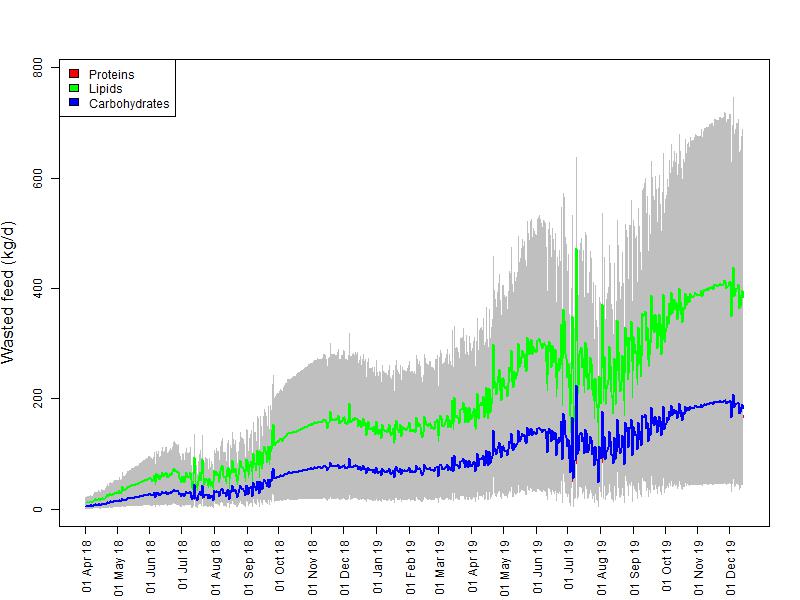 Proteins
Lipids
Carbohydrates
Wasted feed (kg/d)
800
600
400
200
0
01 Apr 18
01 May 18
01 Jun 18
01 Jul 18
01 Aug 18
01 Sep 18
01 Oct 18
01 Nov 18
01 Dec 18
01 Jan 19
01 Feb 19
01 Mar 19
01 Apr 19
01 May 19
01 Jun 19
01 Jul 19
01 Aug 19
01 Sep 19
01 Oct 19
01 Nov 19
01 Dec 19